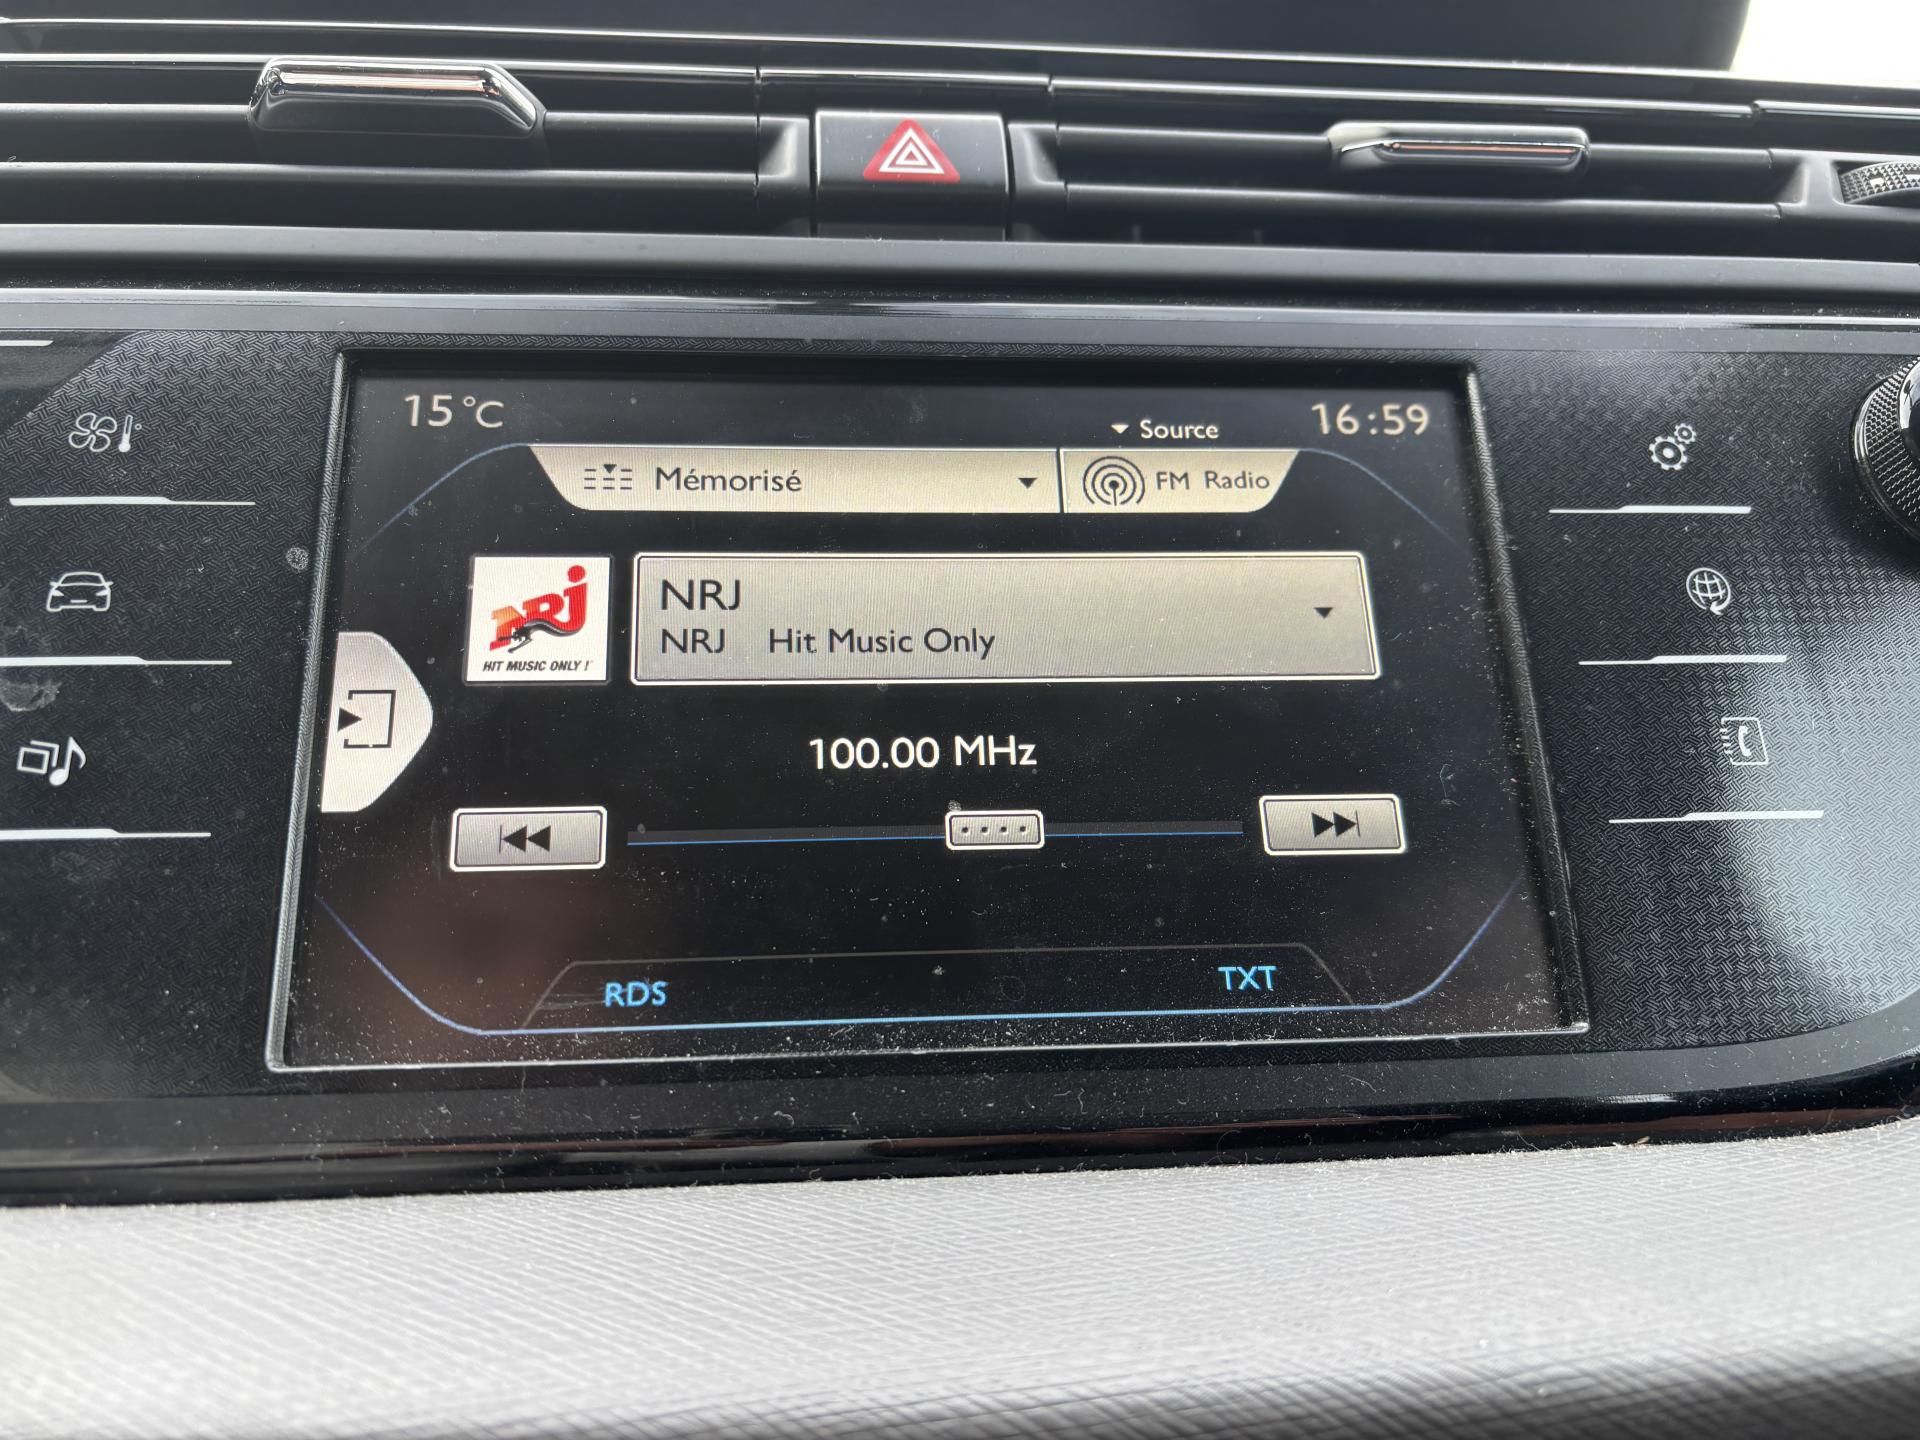 15 °C
Source
16:59
Mémorisé
FM Radio
NRJ
HIT MUSIC ONLY !
NRJ
NRJ Hit Music Only
100.00 MHz
RDS
TXT